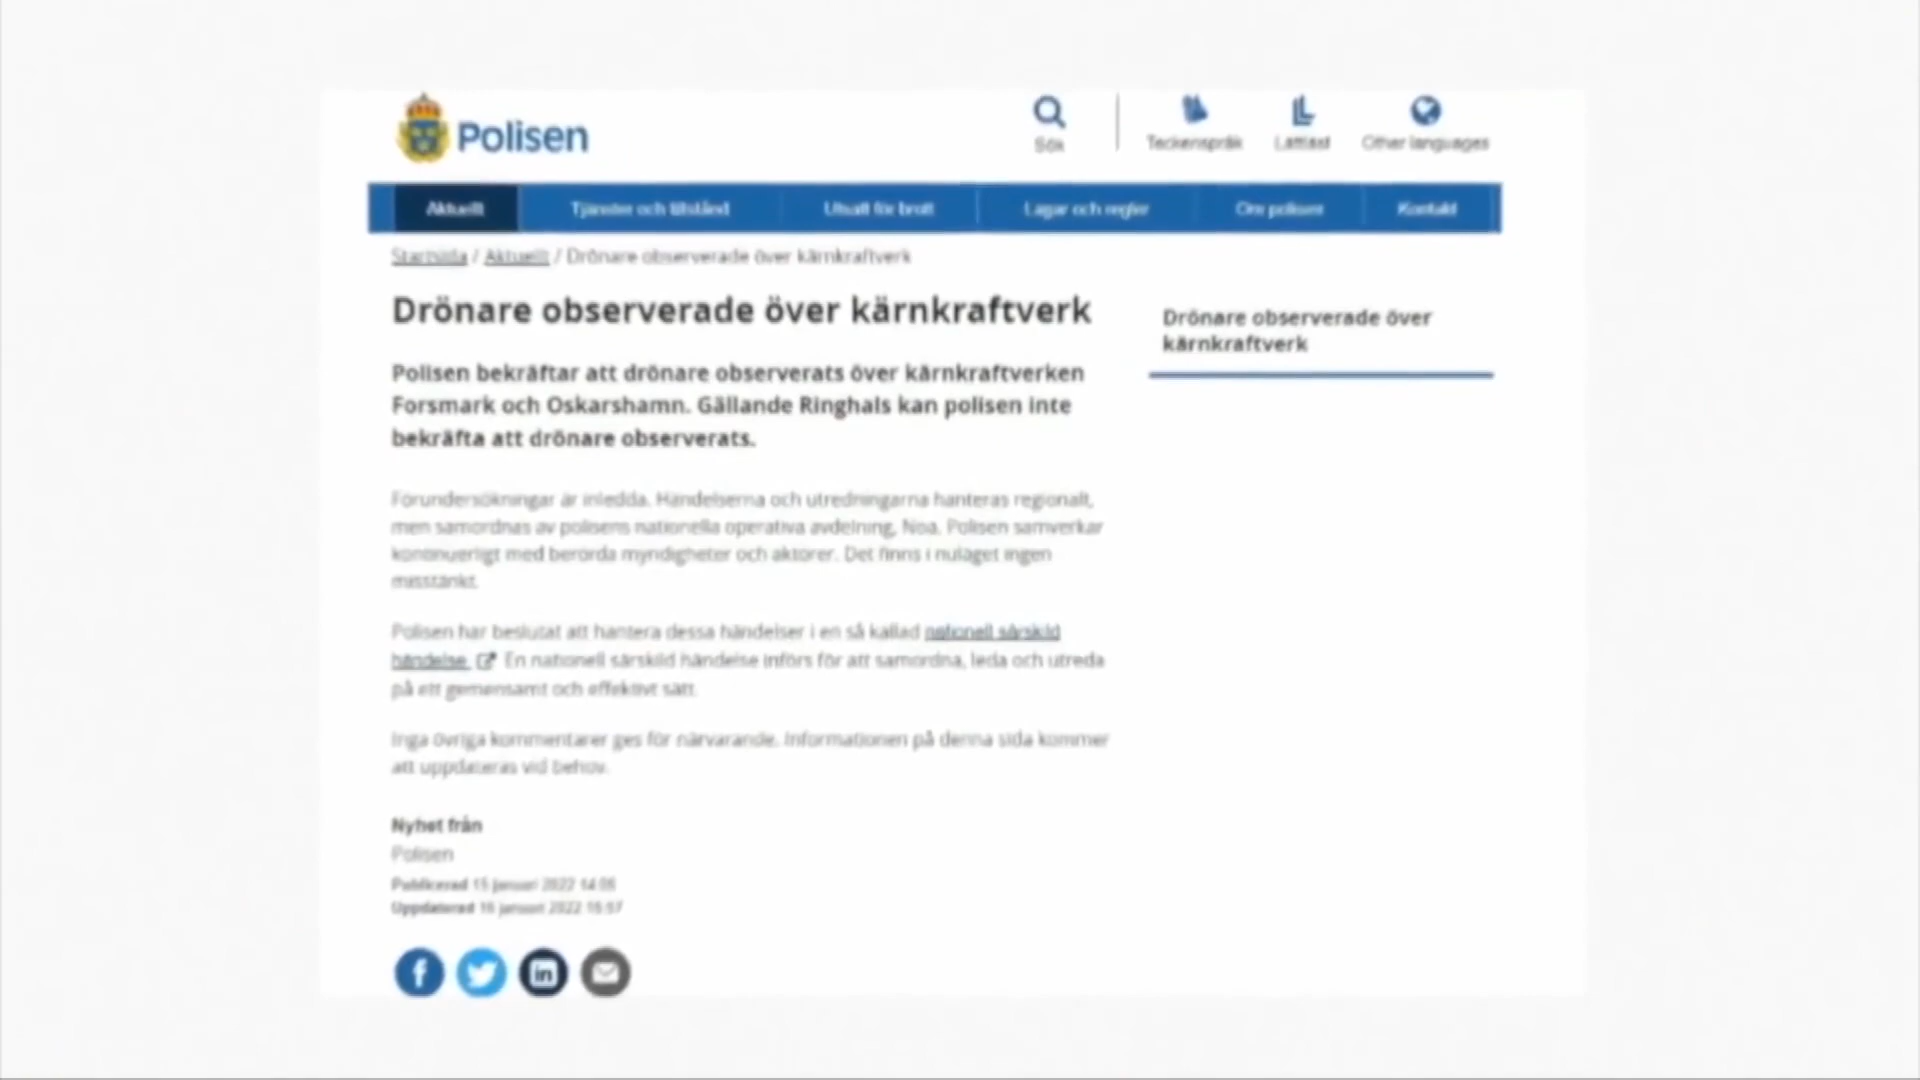 Polisen
Sök
Teckenspråk
Lättläst
Other languages
Aktuellt
Tjänster och tillstånd
Utsatt för brott
Lagar och regler
Om polisen
Kontakt
Startsida / Aktuellt / Drönare observerade över kärnkraftverk
Drönare observerade över kärnkraftverk
Drönare observerade över
kärnkraftverk
Polisen bekräftar att drönare observerats över kärnkraftverken
Forsmark och Oskarshamn. Gällande Ringhals kan polisen inte
bekräfta att drönare observerats.
Förundersökningar är inledda. Händelserna och utredningarna hanteras regionalt,
men samordnas av polisens nationella operativa avdelning, Noa. Polisen samverkar
kontinuerligt med berörda myndigheter och aktörer. Det finns i nuläget ingen
misstänkt.
Polisen har beslutat att hantera dessa händelser i en så kallad nationell särskild
händelse. En nationell särskild händelse införs för att samordna, leda och utreda
på ett gemensamt och effektivt sätt.
Inga övriga kommentarer ges för närvarande. Informationen på denna sida kommer
att uppdateras vid behov.
Nyhet från
Polisen
Publicerad 15 januari 2022
Uppdaterad 16 januari 2022